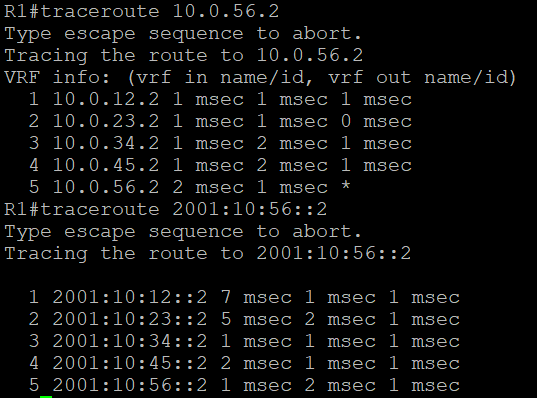 R1#traceroute 10.0.56.2
Type escape sequence to abort.
Tracing the route to 10.0.56.2
VRF info: (vrf in name/id, vrf out name/id)
1 10.0.12.2 1 msec 1 msec 1 msec
2 10.0.23.2 1 msec 1 msec 0 msec
3 10.0.34.2 1 msec 2 msec 1 msec
4 10.0.45.2 1 msec 2 msec 1 msec
5 10.0.56.2 2 msec 1 msec *
R1#traceroute 2001:10:56::2
Type escape sequence to abort.
Tracing the route to 2001:10:56::2
1 2001:10:12::2 7 msec 1 msec 1 msec
2 2001:10:23::2 5 msec 2 msec 1 msec
3 2001:10:34::2 1 msec 1 msec 1 msec
4 2001:10:45::2 2 msec 1 msec 1 msec
5 2001:10:56::2 1 msec 2 msec 1 msec